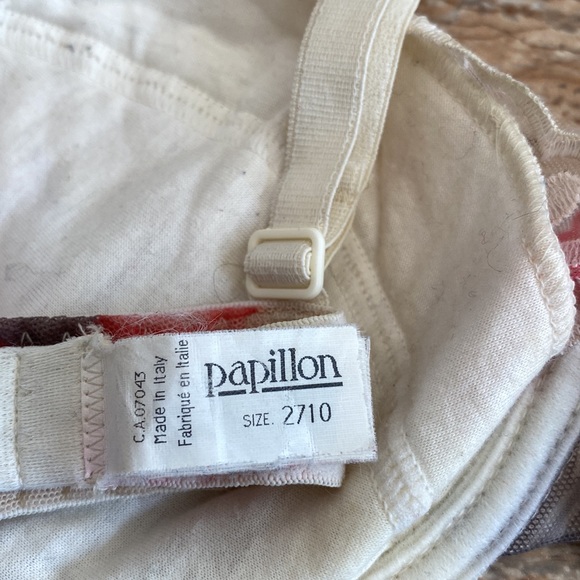 papillon
SIZE. 2710
C.A.07043
Made in Italy
Fabriqué en Italie